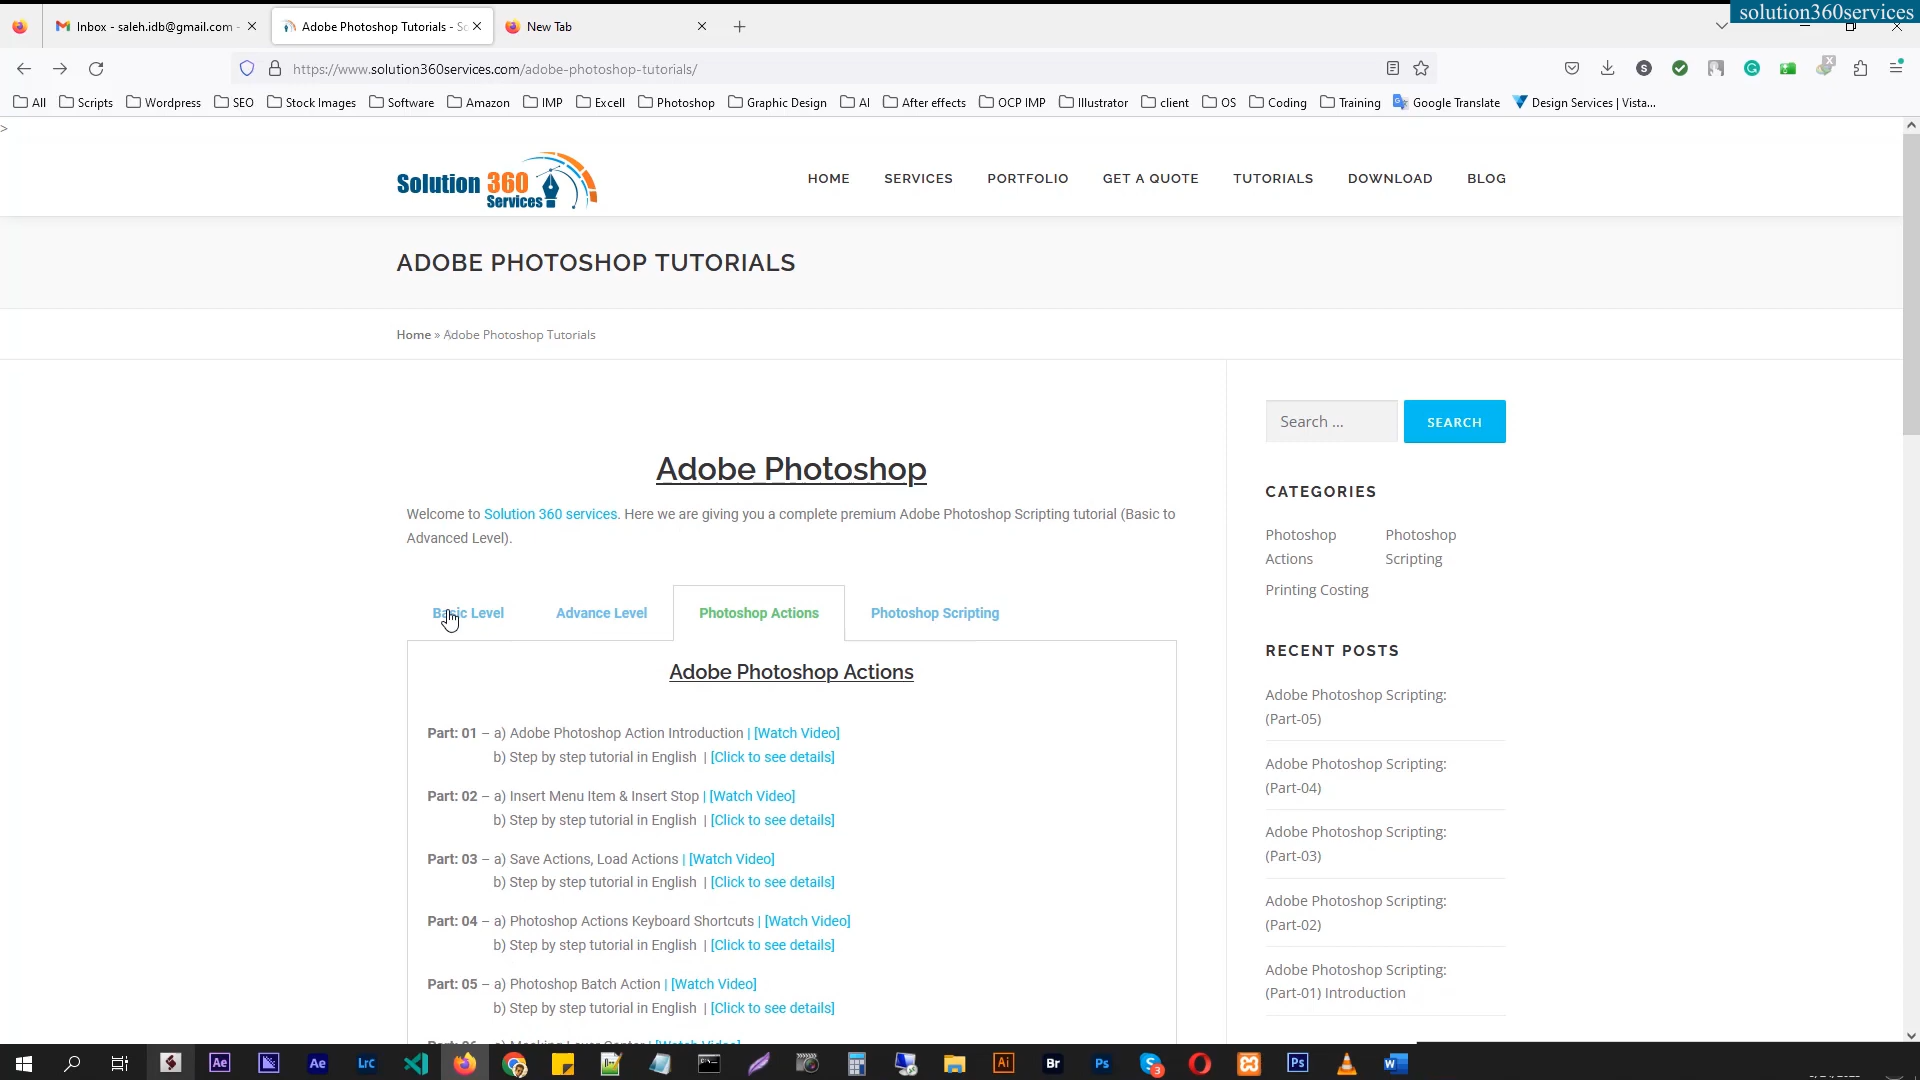 solution360services
Inbox - saleh.idb@gmail.com -
Adobe Photoshop Tutorials - So
New Tab
https://www.solution360services.com/adobe-photoshop-tutorials/
All Scripts Wordpress SEO Stock Images Software Amazon IMP Excell Photoshop Graphic Design AI After effects OCP IMP Illustrator client OS Coding Training Google Translate Design Services | Vista...
>
Solution 360
Services
HOME SERVICES PORTFOLIO GET A QUOTE TUTORIALS DOWNLOAD BLOG
ADOBE PHOTOSHOP TUTORIALS
Home » Adobe Photoshop Tutorials
Adobe Photoshop
Welcome to Solution 360 services. Here we are giving you a complete premium Adobe Photoshop Scripting tutorial (Basic to
Advanced Level).
Basic Level Advance Level Photoshop Actions Photoshop Scripting
Adobe Photoshop Actions
Part: 01 – a) Adobe Photoshop Action Introduction | [Watch Video]
b) Step by step tutorial in English | [Click to see details]
Part: 02 – a) Insert Menu Item & Insert Stop | [Watch Video]
b) Step by step tutorial in English | [Click to see details]
Part: 03 – a) Save Actions, Load Actions | [Watch Video]
b) Step by step tutorial in English | [Click to see details]
Part: 04 – a) Photoshop Actions Keyboard Shortcuts | [Watch Video]
b) Step by step tutorial in English | [Click to see details]
Part: 05 – a) Photoshop Batch Action | [Watch Video]
b) Step by step tutorial in English | [Click to see details]
Search ... SEARCH
CATEGORIES
Photoshop
Actions
Photoshop
Scripting
Printing Costing
RECENT POSTS
Adobe Photoshop Scripting:
(Part-05)
Adobe Photoshop Scripting:
(Part-04)
Adobe Photoshop Scripting:
(Part-03)
Adobe Photoshop Scripting:
(Part-02)
Adobe Photoshop Scripting:
(Part-01) Introduction
Ae Ae Lrc Ai Br Ps S 3 Ps W